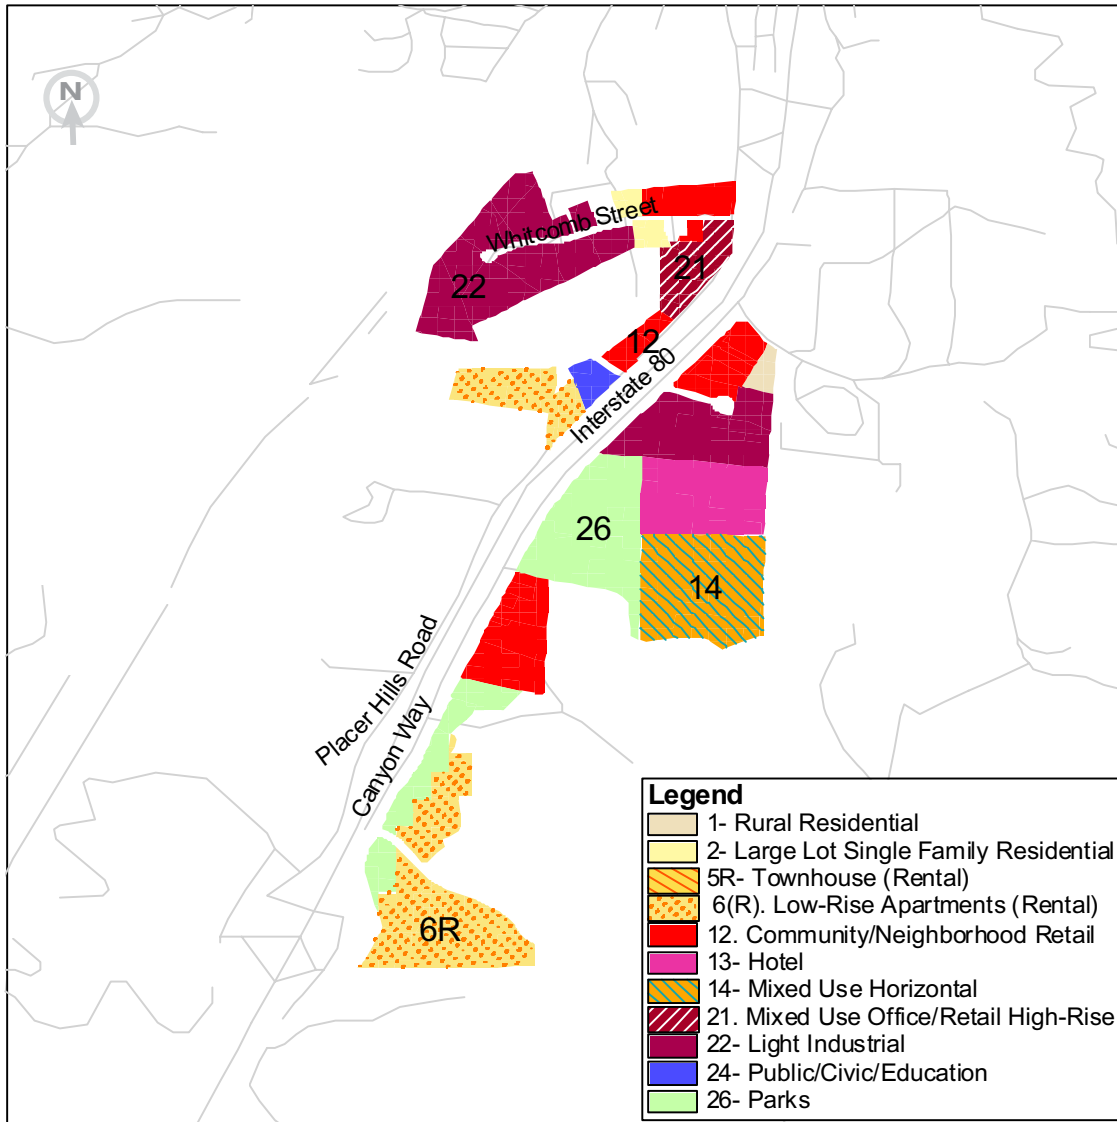 N
Whitcomb Street
21
22
12
Interstate 80
26
14
Placer Hills Road
Canyon Way
6R
Legend
1- Rural Residential
2- Large Lot Single Family Residential
5R- Townhouse (Rental)
6(R). Low-Rise Apartments (Rental)
12. Community/Neighborhood Retail
13- Hotel
14- Mixed Use Horizontal
21. Mixed Use Office/Retail High-Rise
22- Light Industrial
24- Public/Civic/Education
26- Parks